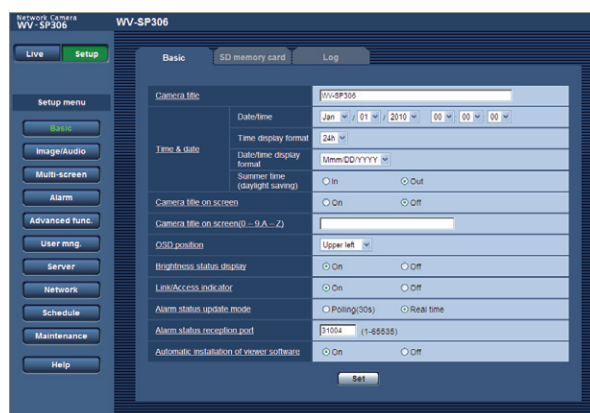 Network Camera
WV-SP306
WV-SP306
Live Setup
Basic SD memory card Log
Setup menu
Basic
Image/Audio
Multi-screen
Alarm
Advanced func.
User mng.
Server
Network
Schedule
Maintenance
Help
Camera title WV-SP306
Time & date
Date/time Jan / 01 / 2010 00 00 00
Time display format 24h
Date/time display
format Mmm/DD/YYYY
Summer time
(daylight saving) In Out
Camera title on screen On Off
Camera title on screen(0 – 9,A – Z)
OSD position Upper left
Brightness status display On Off
Link/Access indicator On Off
Alarm status update
mode Polling(30s) Real time
Alarm status reception port 31004 (1-65535)
Automatic installation of viewer software On Off
Set